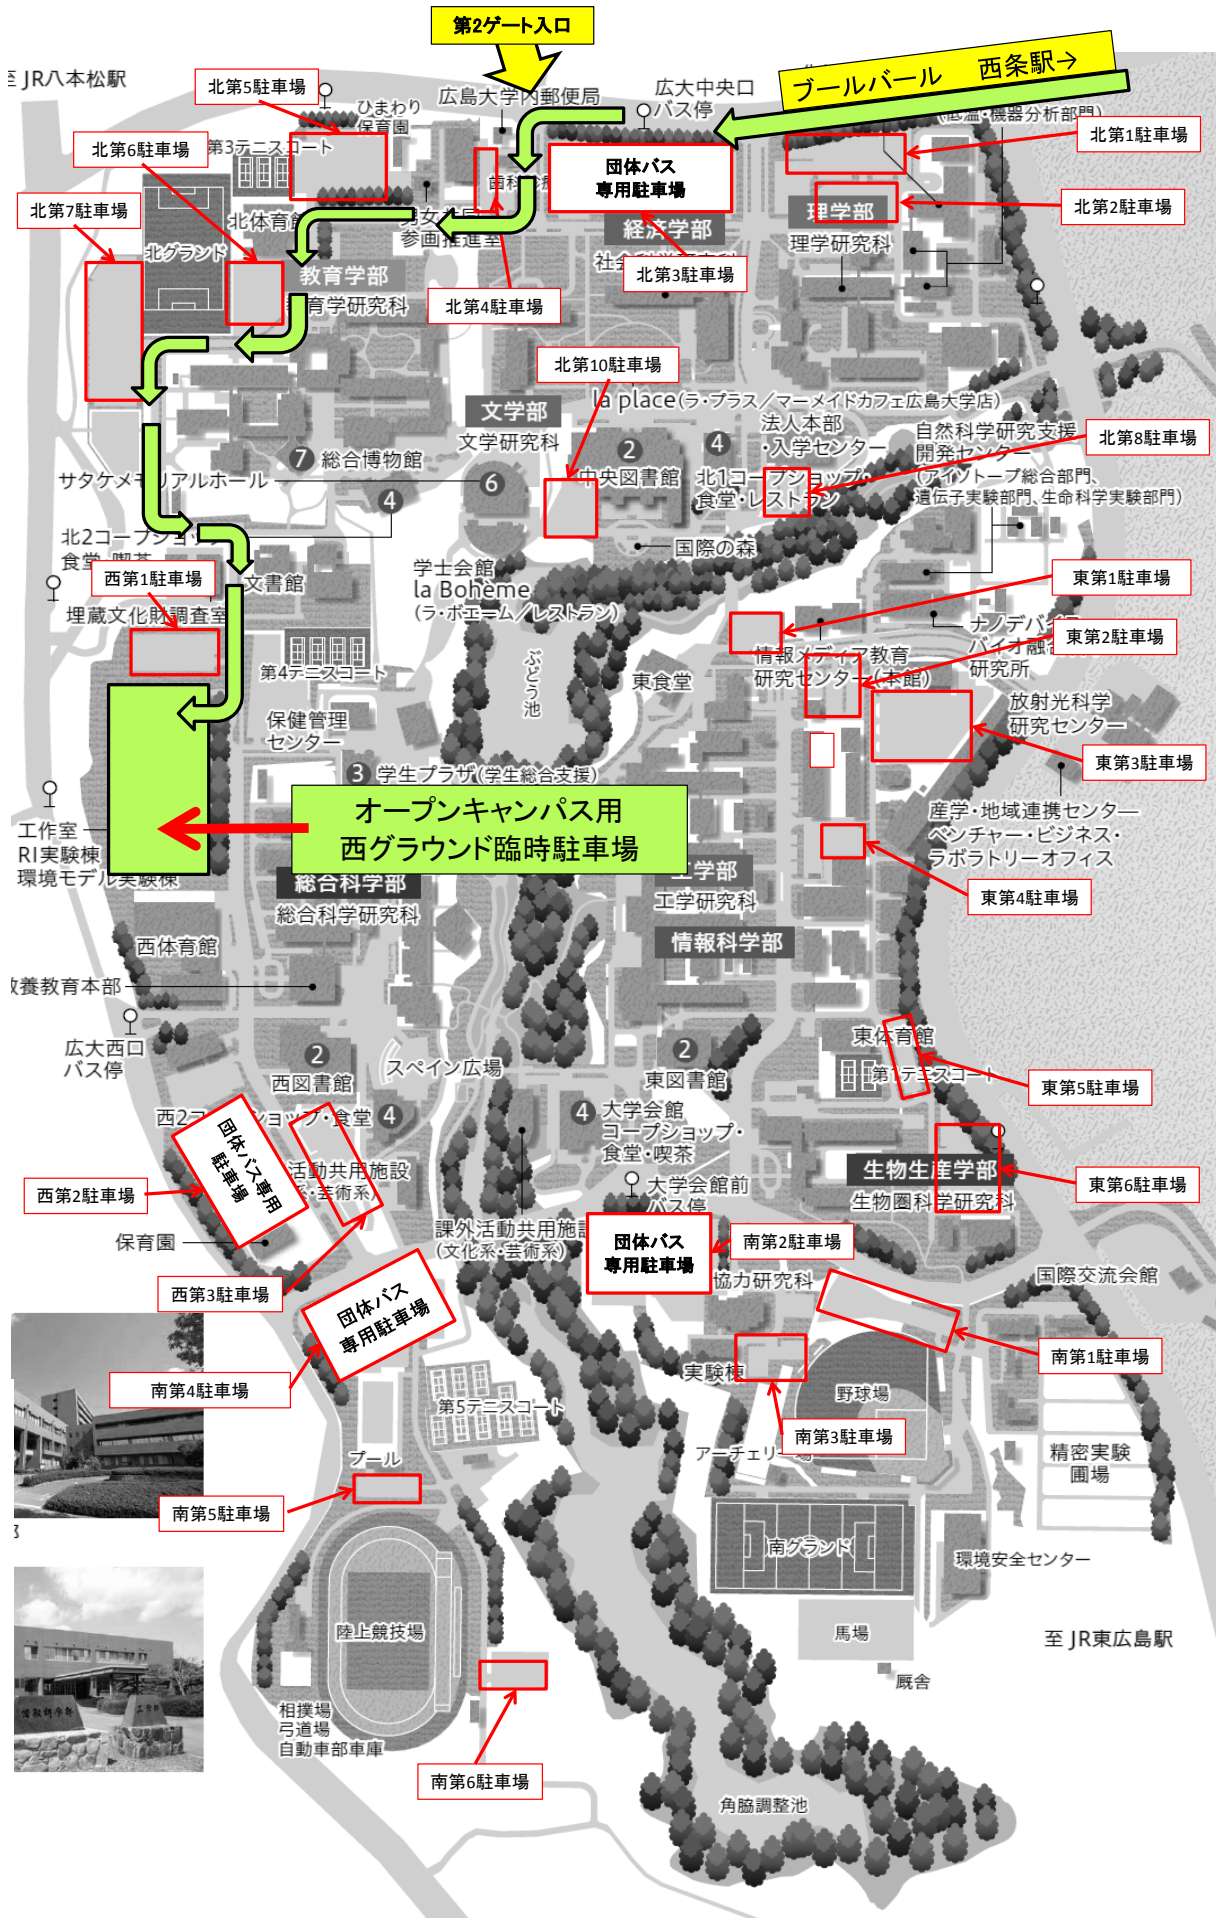 第2ゲート入口
ブールバール　西条駅→
至 JR八本松駅
北第5駐車場
ひまわり
保育園
広島大学内郵便局
広大中央口
バス停
(低温・機器分析部門)
北第1駐車場
北第6駐車場
第3テニスコート
団体バス
専用駐車場
北第7駐車場
北体育館
北グランド
参画推進室
経済学部
理学部
理学研究科
北第2駐車場
教育学部
教育学研究科
北第4駐車場
北第3駐車場
北第10駐車場
la place(ラ・プラス／マーメイドカフェ広島大学店)
文学部
文学研究科
法人本部
・入学センター
自然科学研究支援
開発センター
(アイソトープ総合部門、
遺伝子実験部門、生命科学実験部門)
北第8駐車場
7 総合博物館
2
中央図書館
4
北1コープショップ・
食堂・レストラン
サタケメモリアルホール
6
4
北2コープショップ
食堂・喫茶
国際の森
学士会館
la Bohème
(ラ・ボエーム／レストラン)
西第1駐車場
文書館
埋蔵文化財調査室
東第1駐車場
ナノデバイス
バイオ融合
研究所
東第2駐車場
第4テニスコート
ぶどう池
東食堂
情報メディア教育
研究センター(本館)
保健管理
センター
放射光科学
研究センター
東第3駐車場
3 学生プラザ(学生総合支援)
オープンキャンパス用
西グラウンド臨時駐車場
産学・地域連携センター
ベンチャー・ビジネス・
ラボラトリーオフィス
工作室
RI実験棟
環境モデル実験棟
総合科学部
総合科学研究科
工学部
工学研究科
東第4駐車場
情報科学部
西体育館
教養教育本部
広大西口
バス停
2
西図書館
スペイン広場
2
東図書館
東体育館
第1テニスコート
東第5駐車場
西2コープショップ・食堂
4
4 大学会館
コープショップ・
食堂・喫茶
団体バス専用
駐車場
西第2駐車場
活動共用施設
系・芸術系)
生物生産学部
生物圏科学研究科
東第6駐車場
大学会館前
バス停
保育園
課外活動共用施設
(文化系・芸術系)
団体バス
専用駐車場
南第2駐車場
協力研究科
国際交流会館
西第3駐車場
団体バス
専用駐車場
南第1駐車場
南第4駐車場
実験棟
野球場
第5テニスコート
南第3駐車場
アーチェリー場
精密実験
圃場
プール
南第5駐車場
南グランド
環境安全センター
陸上競技場
馬場
至 JR東広島駅
厩舎
相撲場
弓道場
自動車部車庫
南第6駐車場
角脇調整池